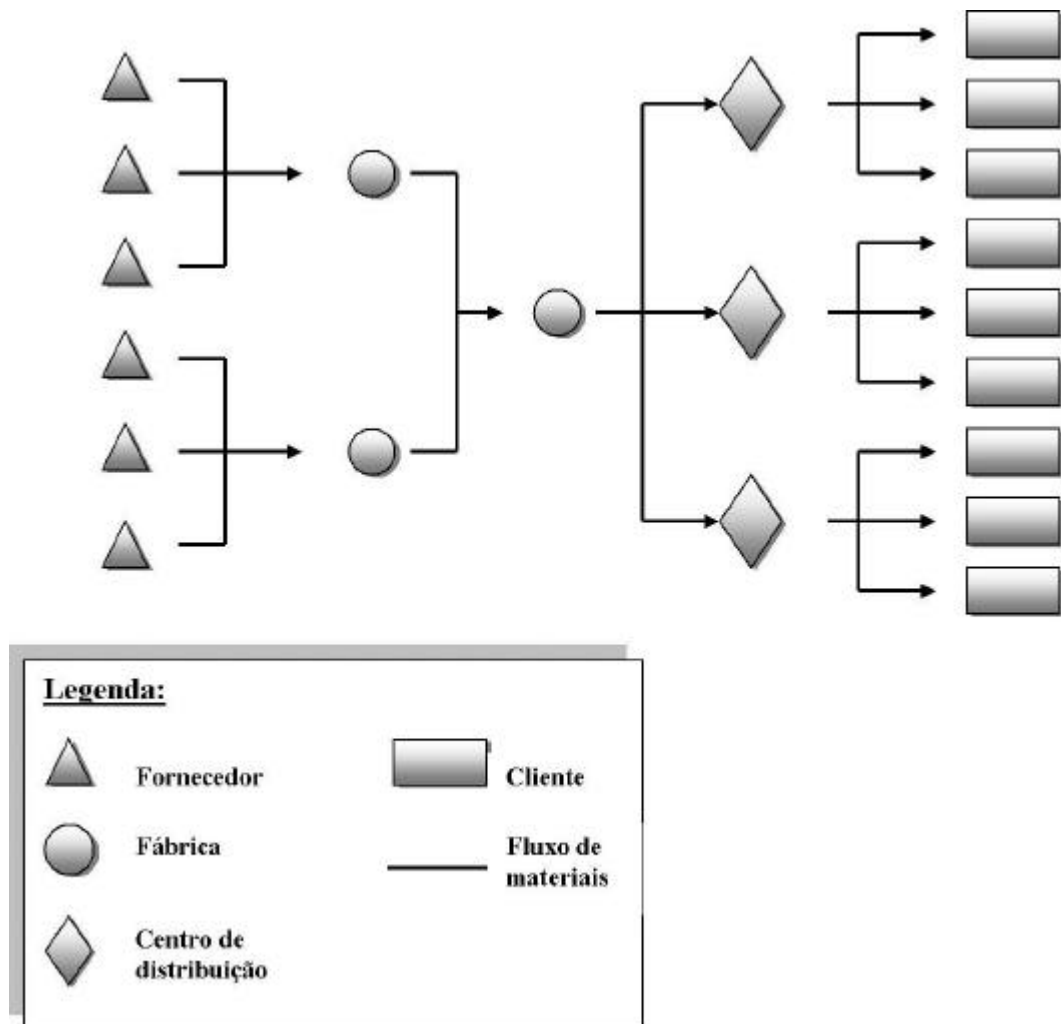 Legenda:
Fornecedor
Cliente
Fábrica
Fluxo de
materiais
Centro de
distribuição